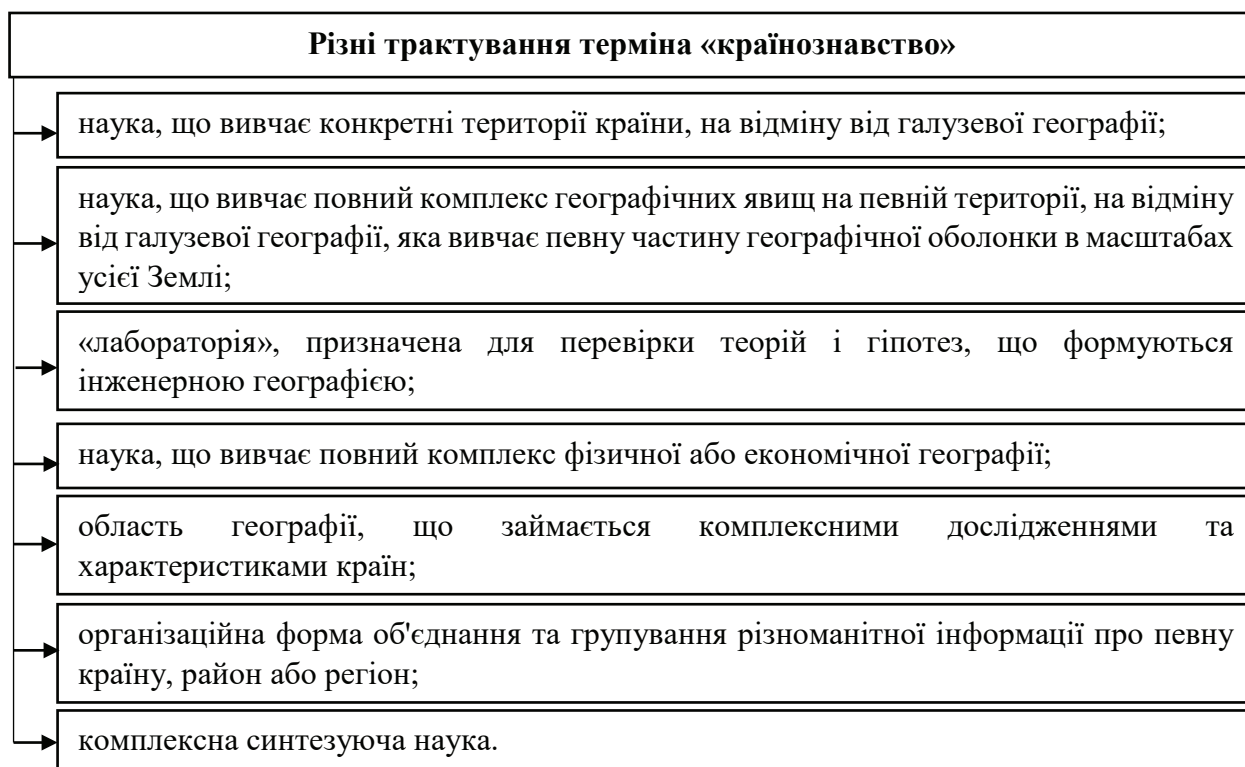 Різні трактування терміна «країнознавство»
наука, що вивчає конкретні території країни, на відміну від галузевої географії;
наука, що вивчає повний комплекс географічних явищ на певній території, на відміну
від галузевої географії, яка вивчає певну частину географічної оболонки в масштабах
усієї Землі;
«лабораторія», призначена для перевірки теорій і гіпотез, що формуються
інженерною географією;
наука, що вивчає повний комплекс фізичної або економічної географії;
область географії, що займається комплексними дослідженнями та
характеристиками країн;
організаційна форма об'єднання та групування різноманітної інформації про певну
країну, район або регіон;
комплексна синтезуюча наука.